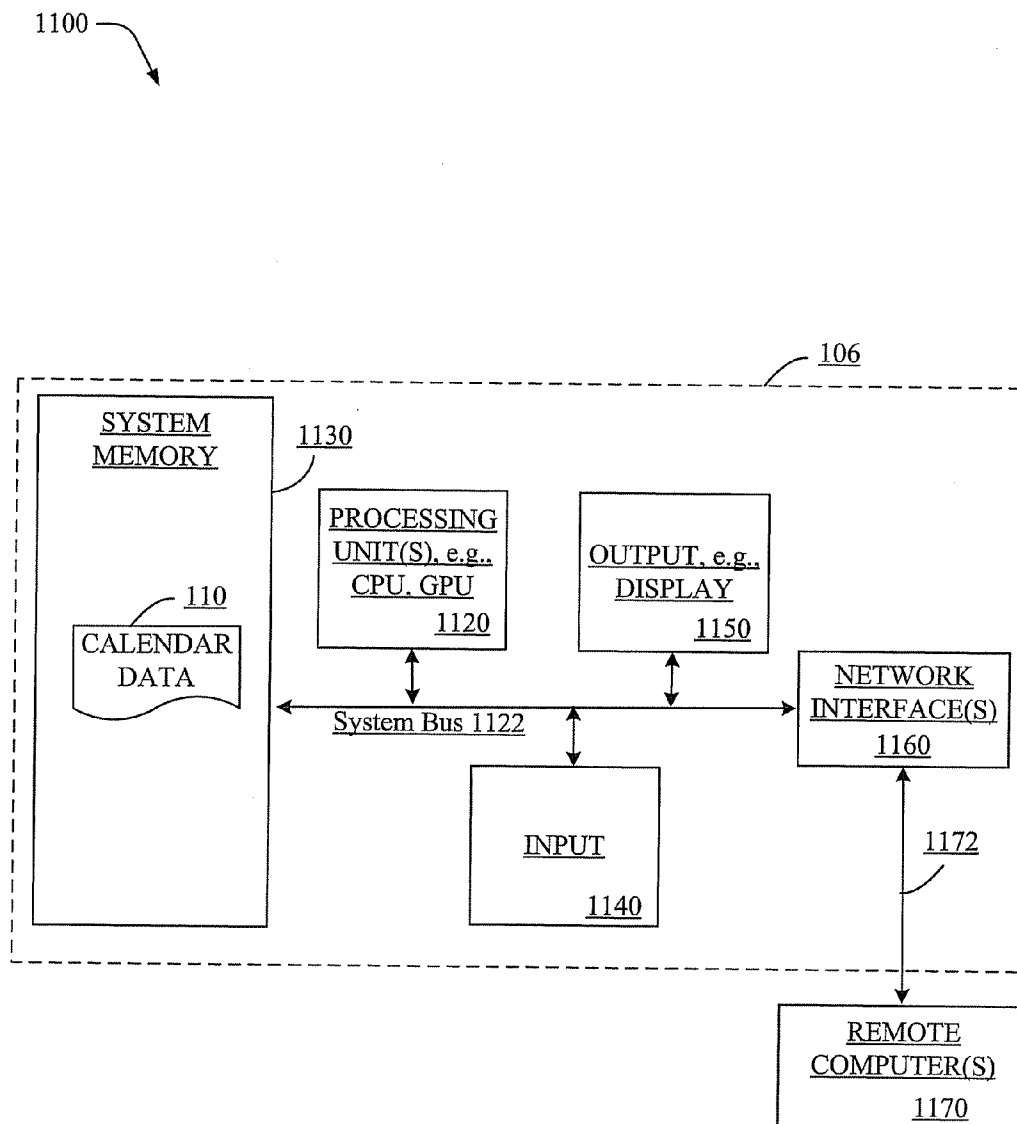 1100
106
SYSTEM
MEMORY
1130
110
CALENDAR
DATA
PROCESSING
UNIT(S), e.g.,
CPU, GPU
1120
OUTPUT, e.g.,
DISPLAY
1150
System Bus 1122
NETWORK
INTERFACE(S)
1160
INPUT
1140
1172
REMOTE
COMPUTER(S)
1170